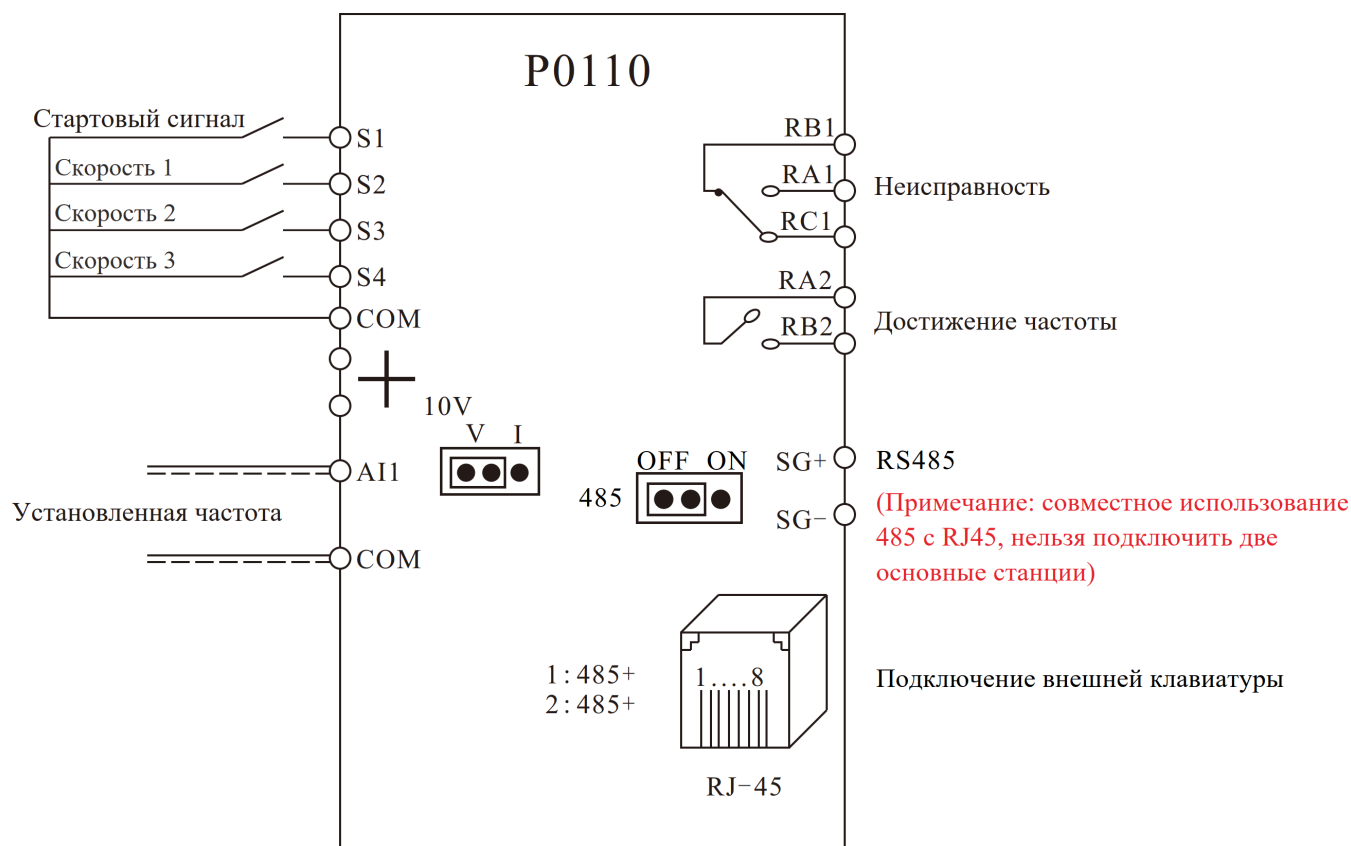 P0110
Стартовый сигнал
S1
Скорость 1
S2
Скорость 2
S3
Скорость 3
S4
COM
10V
V I
AI1
Установленная частота
COM
RB1
RA1
Неисправность
RC1
RA2
Достижение частоты
RB2
OFF ON
485
SG+
RS485
SG−
(Примечание: совместное использование
485 с RJ45, нельзя подключить две
основные станции)
1:485+
2:485+
1....8
Подключение внешней клавиатуры
RJ−45